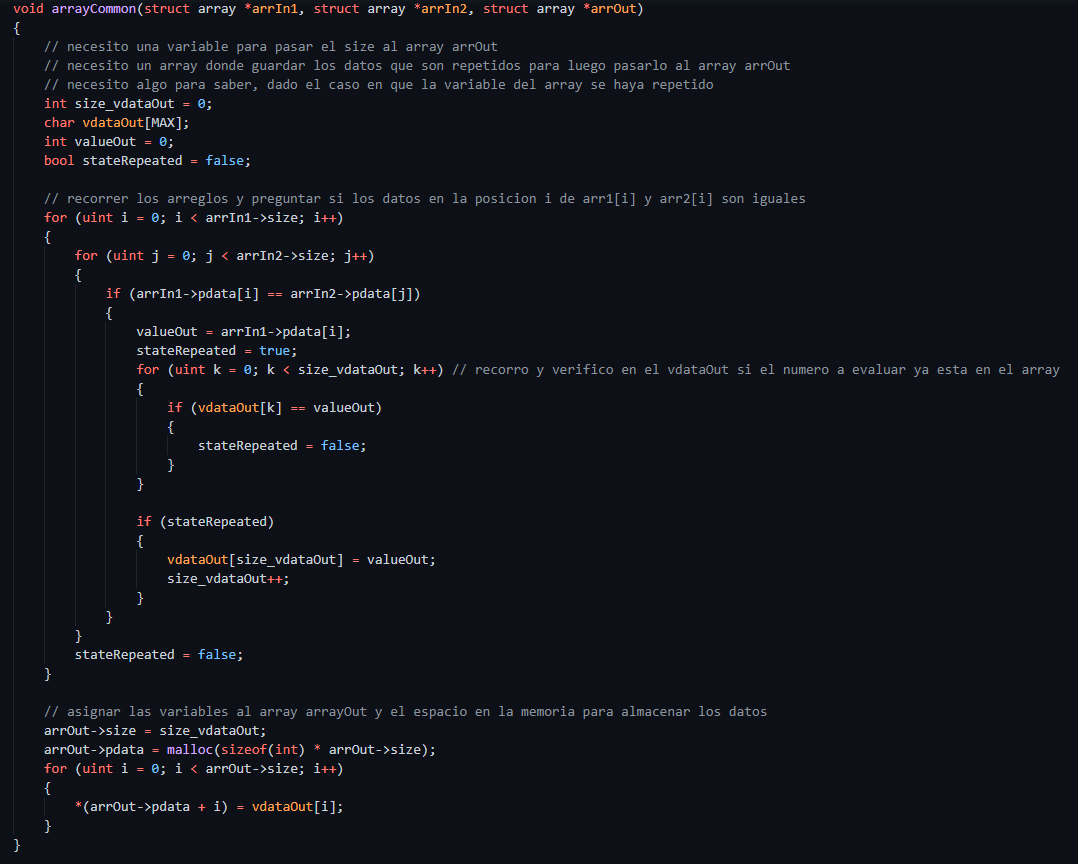 void arrayCommon(struct array *arrIn1, struct array *arrIn2, struct array *arrOut)
{
    // necesito una variable para pasar el size al array arrOut
    // necesito un array donde guardar los datos que son repetidos para luego pasarlo al array arrOut
    // necesito algo para saber, dado el caso en que la variable del array se haya repetido
    int size_vdataOut = 0;
    char vdataOut[MAX];
    int valueOut = 0;
    bool stateRepeated = false;

    // recorrer los arreglos y preguntar si los datos en la posicion i de arr1[i] y arr2[i] son iguales
    for (uint i = 0; i < arrIn1->size; i++)
    {
        for (uint j = 0; j < arrIn2->size; j++)
        {
            if (arrIn1->pdata[i] == arrIn2->pdata[j])
            {
                valueOut = arrIn1->pdata[i];
                stateRepeated = true;
                for (uint k = 0; k < size_vdataOut; k++) // recorro y verifico en el vdataOut si el numero a evaluar ya esta en el array
                {
                    if (vdataOut[k] == valueOut)
                    {
                        stateRepeated = false;
                    }
                }

                if (stateRepeated)
                {
                    vdataOut[size_vdataOut] = valueOut;
                    size_vdataOut++;
                }
            }
        }
        stateRepeated = false;
    }

    // asignar las variables al array arrayOut y el espacio en la memoria para almacenar los datos
    arrOut->size = size_vdataOut;
    arrOut->pdata = malloc(sizeof(int) * arrOut->size);
    for (uint i = 0; i < arrOut->size; i++)
    {
        *(arrOut->pdata + i) = vdataOut[i];
    }
}